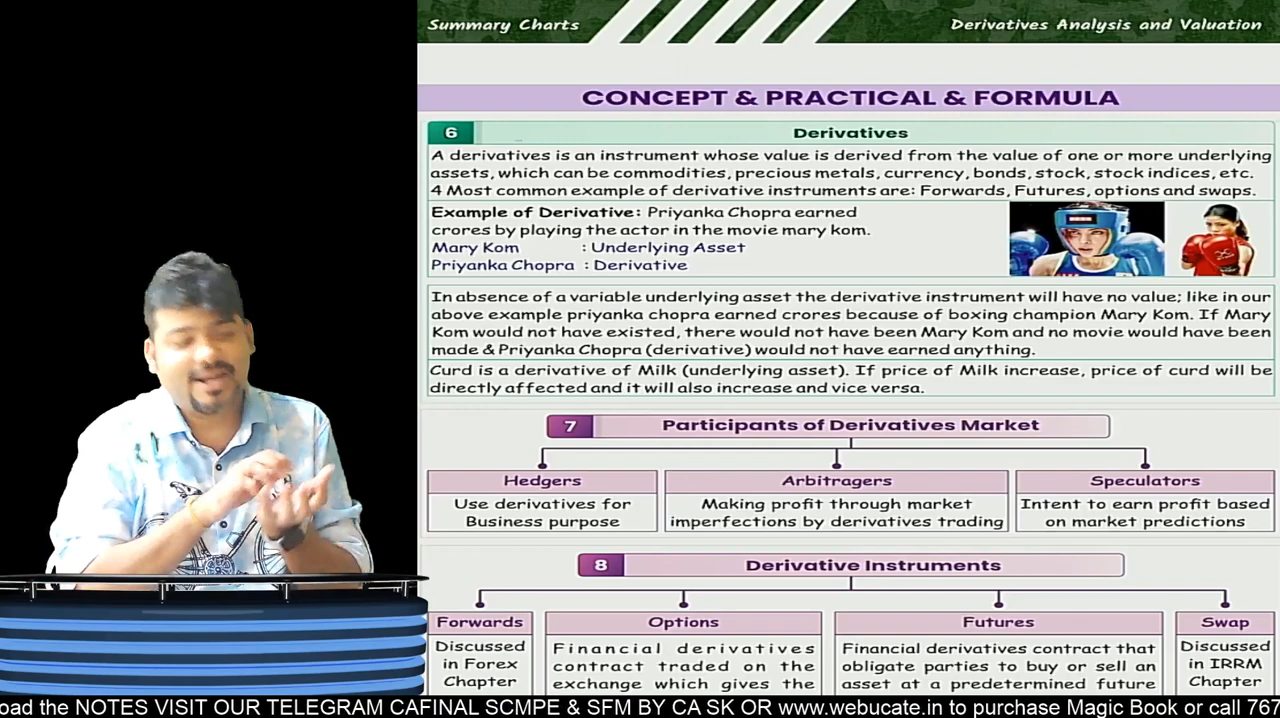 Summary Charts
Derivatives Analysis and Valuation
CONCEPT & PRACTICAL & FORMULA
6
Derivatives
A derivatives is an instrument whose value is derived from the value of one or more underlying
assets, which can be commodities, precious metals, currency, bonds, stock, stock indices, etc.
4 Most common example of derivative instruments are: Forwards, Futures, options and swaps.
Example of Derivative: Priyanka Chopra earned
crores by playing the actor in the movie mary kom.
Mary Kom : Underlying Asset
Priyanka Chopra : Derivative
In absence of a variable underlying asset the derivative instrument will have no value; like in our
above example priyanka chopra earned crores because of boxing champion Mary Kom. If Mary
Kom would not have existed, there would not have been Mary Kom and no movie would have been
made & Priyanka Chopra (derivative) would not have earned anything.
Curd is a derivative of Milk (underlying asset). If price of Milk increase, price of curd will be
directly affected and it will also increase and vice versa.
7
Participants of Derivatives Market
Hedgers
Use derivatives for
Business purpose
Arbitragers
Making profit through market
imperfections by derivatives trading
Speculators
Intent to earn profit based
on market predictions
8
Derivative Instruments
Forwards
Discussed
in Forex
Chapter
Options
Financial derivatives
contract traded on the
exchange which gives the
Futures
Financial derivatives contract that
obligate parties to buy or sell an
asset at a predetermined future
Swap
Discussed
in IRRM
Chapter
oad the NOTES VISIT OUR TELEGRAM CAFINAL SCMPE & SFM BY CA SK OR www.webucate.in to purchase Magic Book or call 767